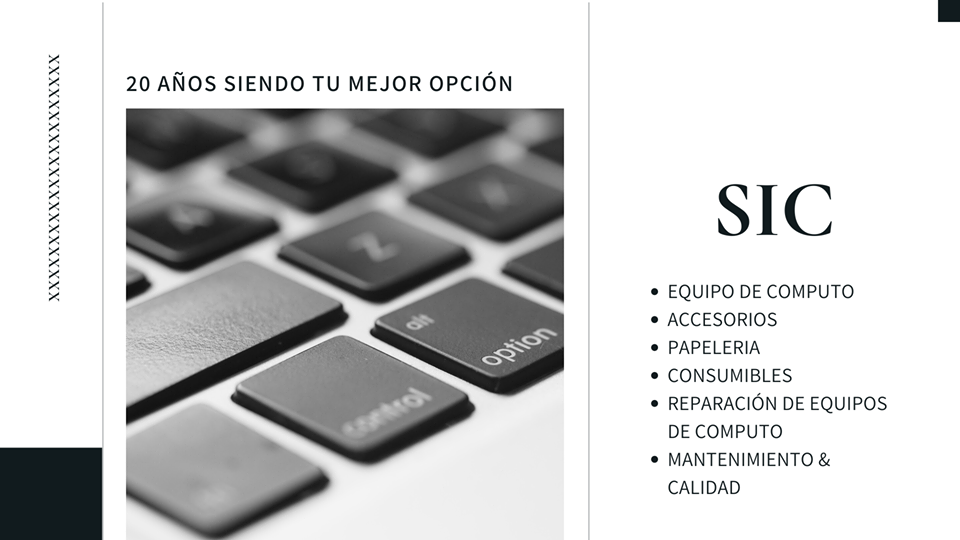 XXXXXXXXXXXXXXXXXXXXXX
20 AÑOS SIENDO TU MEJOR OPCIÓN
A
Z
alt
option
control
SIC
EQUIPO DE COMPUTO
ACCESORIOS
PAPELERIA
CONSUMIBLES
REPARACIÓN DE EQUIPOS
DE COMPUTO
MANTENIMIENTO &
CALIDAD